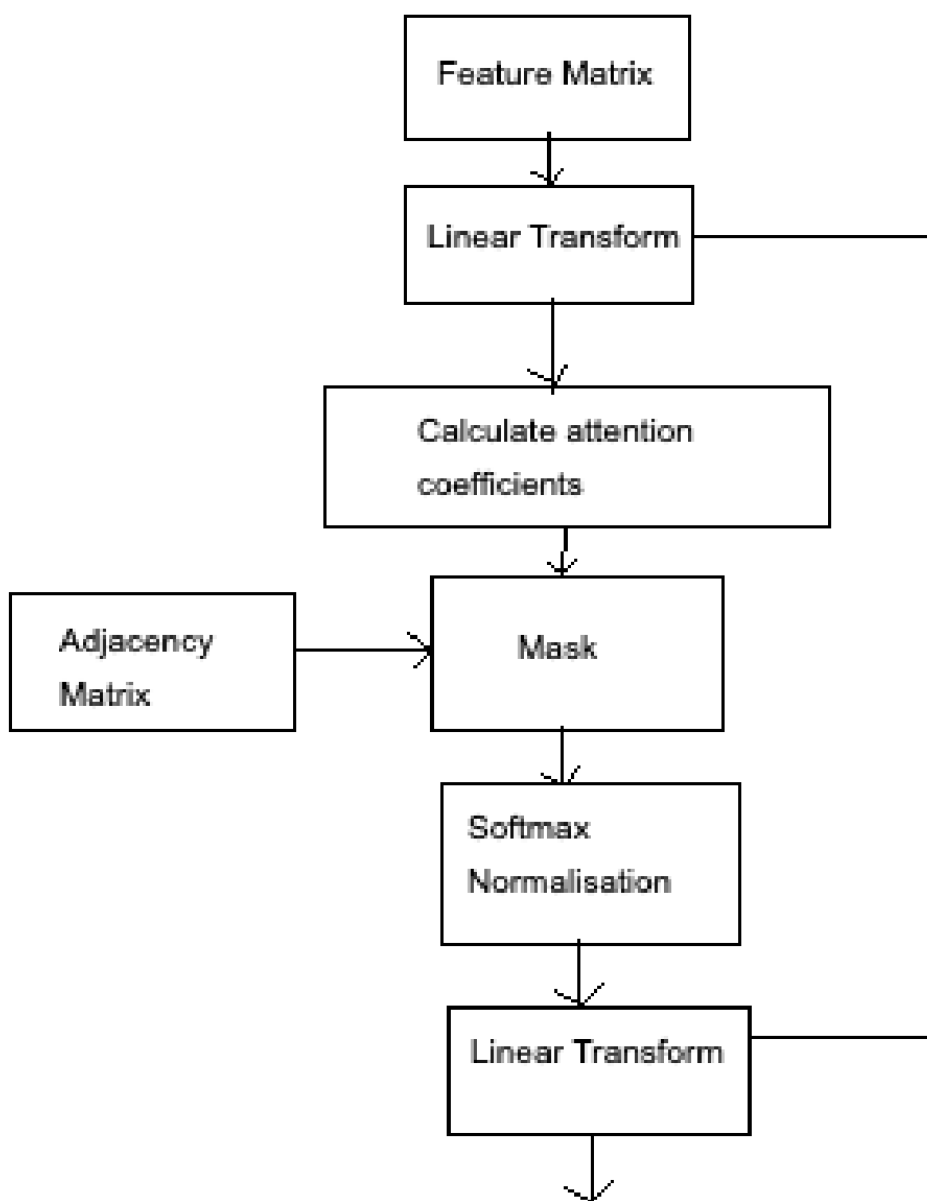 Feature Matrix
Linear Transform
Calculate attention
coefficients
Adjacency
Matrix
Mask
Softmax
Normalisation
Linear Transform